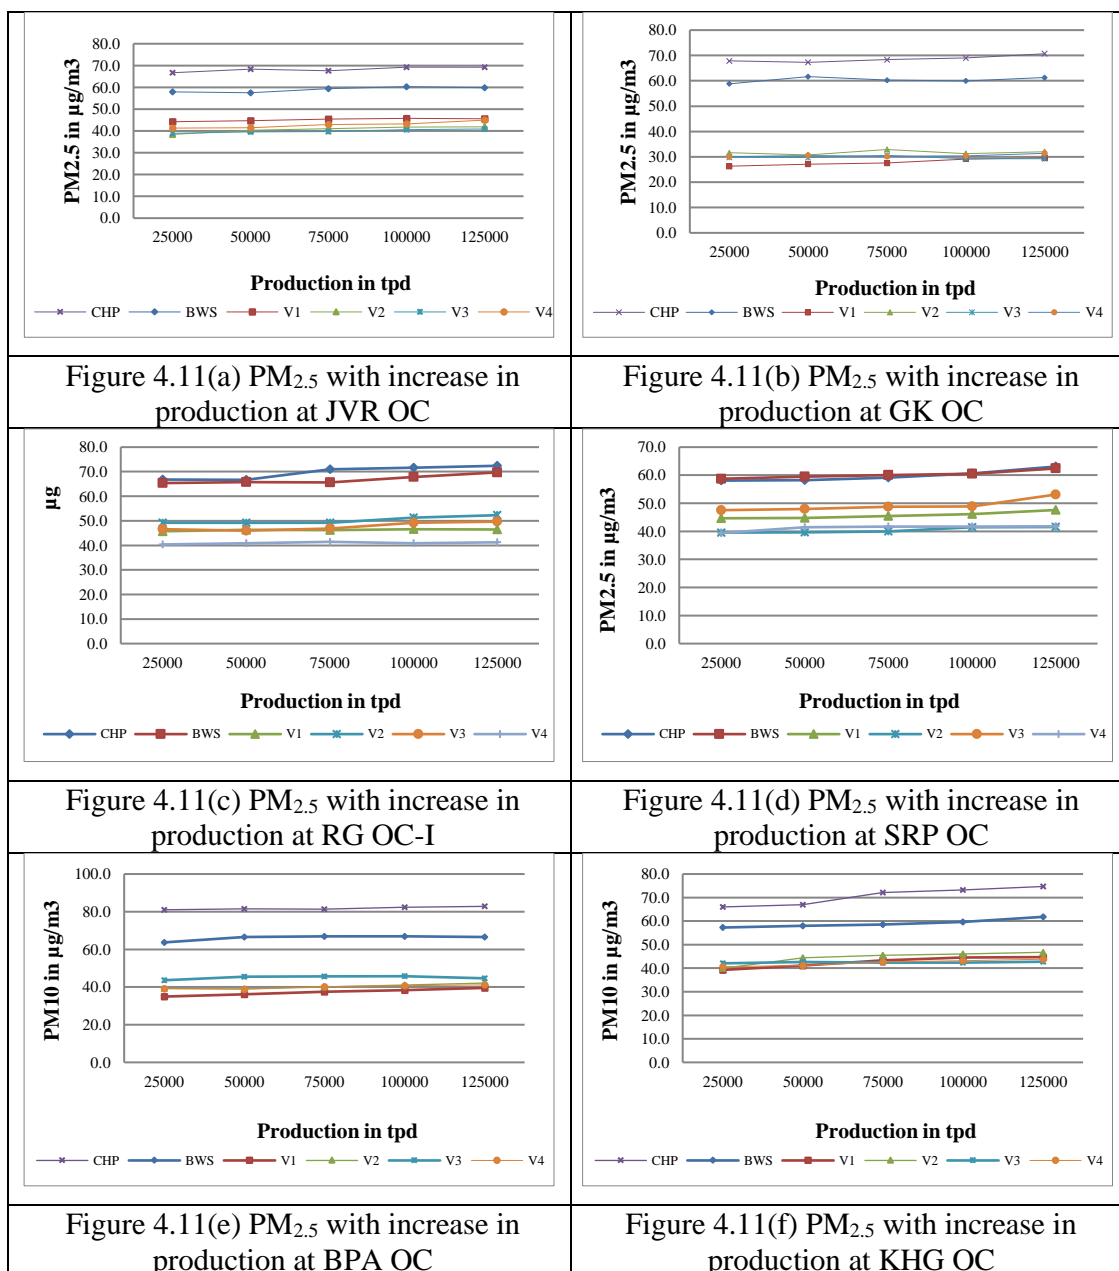 80.0
70.0
60.0
50.0
40.0
30.0
20.0
10.0
0.0
PM2.5 in µg/m3
25000 50000 75000 100000 125000
Production in tpd
CHP BWS V1 V2 V3 V4
80.0
70.0
60.0
50.0
40.0
30.0
20.0
10.0
0.0
PM2.5 in µg/m3
25000 50000 75000 100000 125000
Production in tpd
CHP BWS V1 V2 V3 V4
Figure 4.11(a) PM2.5 with increase in
production at JVR OC
Figure 4.11(b) PM2.5 with increase in
production at GK OC
80.0
70.0
60.0
50.0
40.0
30.0
20.0
10.0
0.0
µg
25000 50000 75000 100000 125000
Production in tpd
CHP BWS V1 V2 V3 V4
70.0
60.0
50.0
40.0
30.0
20.0
10.0
0.0
PM2.5 in µg/m3
25000 50000 75000 100000 125000
Production in tpd
CHP BWS V1 V2 V3 V4
Figure 4.11(c) PM2.5 with increase in
production at RG OC-I
Figure 4.11(d) PM2.5 with increase in
production at SRP OC
100.0
80.0
60.0
40.0
20.0
0.0
PM10 in µg/m3
25000 50000 75000 100000 125000
Production in tpd
CHP BWS V1 V2 V3 V4
80.0
70.0
60.0
50.0
40.0
30.0
20.0
10.0
0.0
PM10 in µg/m3
25000 50000 75000 100000 125000
Production in tpd
CHP BWS V1 V2 V3 V4
Figure 4.11(e) PM2.5 with increase in
production at BPA OC
Figure 4.11(f) PM2.5 with increase in
production at KHG OC